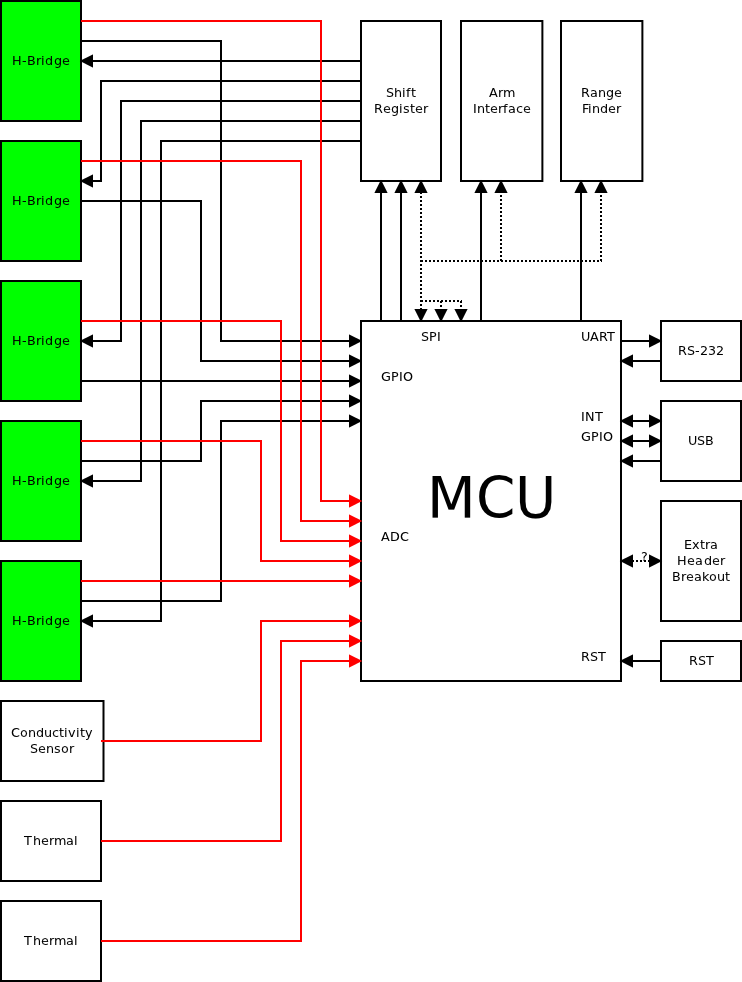 H-Bridge
Shift
Register
Arm
Interface
Range
Finder
H-Bridge
H-Bridge
SPI
UART
RS-232
GPIO
INT
GPIO
USB
H-Bridge
MCU
ADC
?
Extra
Header
Breakout
H-Bridge
RST
RST
Conductivity
Sensor
Thermal
Thermal